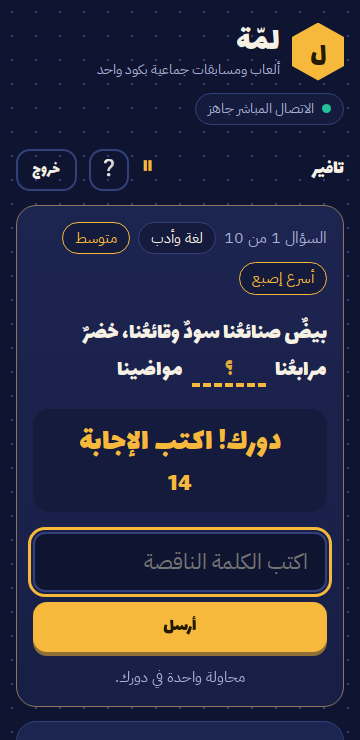 ل
لمّة
ألعاب ومسابقات جماعية بكود واحد
الاتصال المباشر جاهز
تافير
⏸
?
خروج
السؤال 1 من 10
لغة وأدب
متوسط
أسرع إصبع
بيضٌ صنائعُنا سودٌ وقائعُنا، خضرٌ
مرابعُنا ؟ مواضينا
دورك! اكتب الإجابة
14
اكتب الكلمة الناقصة
أرسل
محاولة واحدة في دورك.